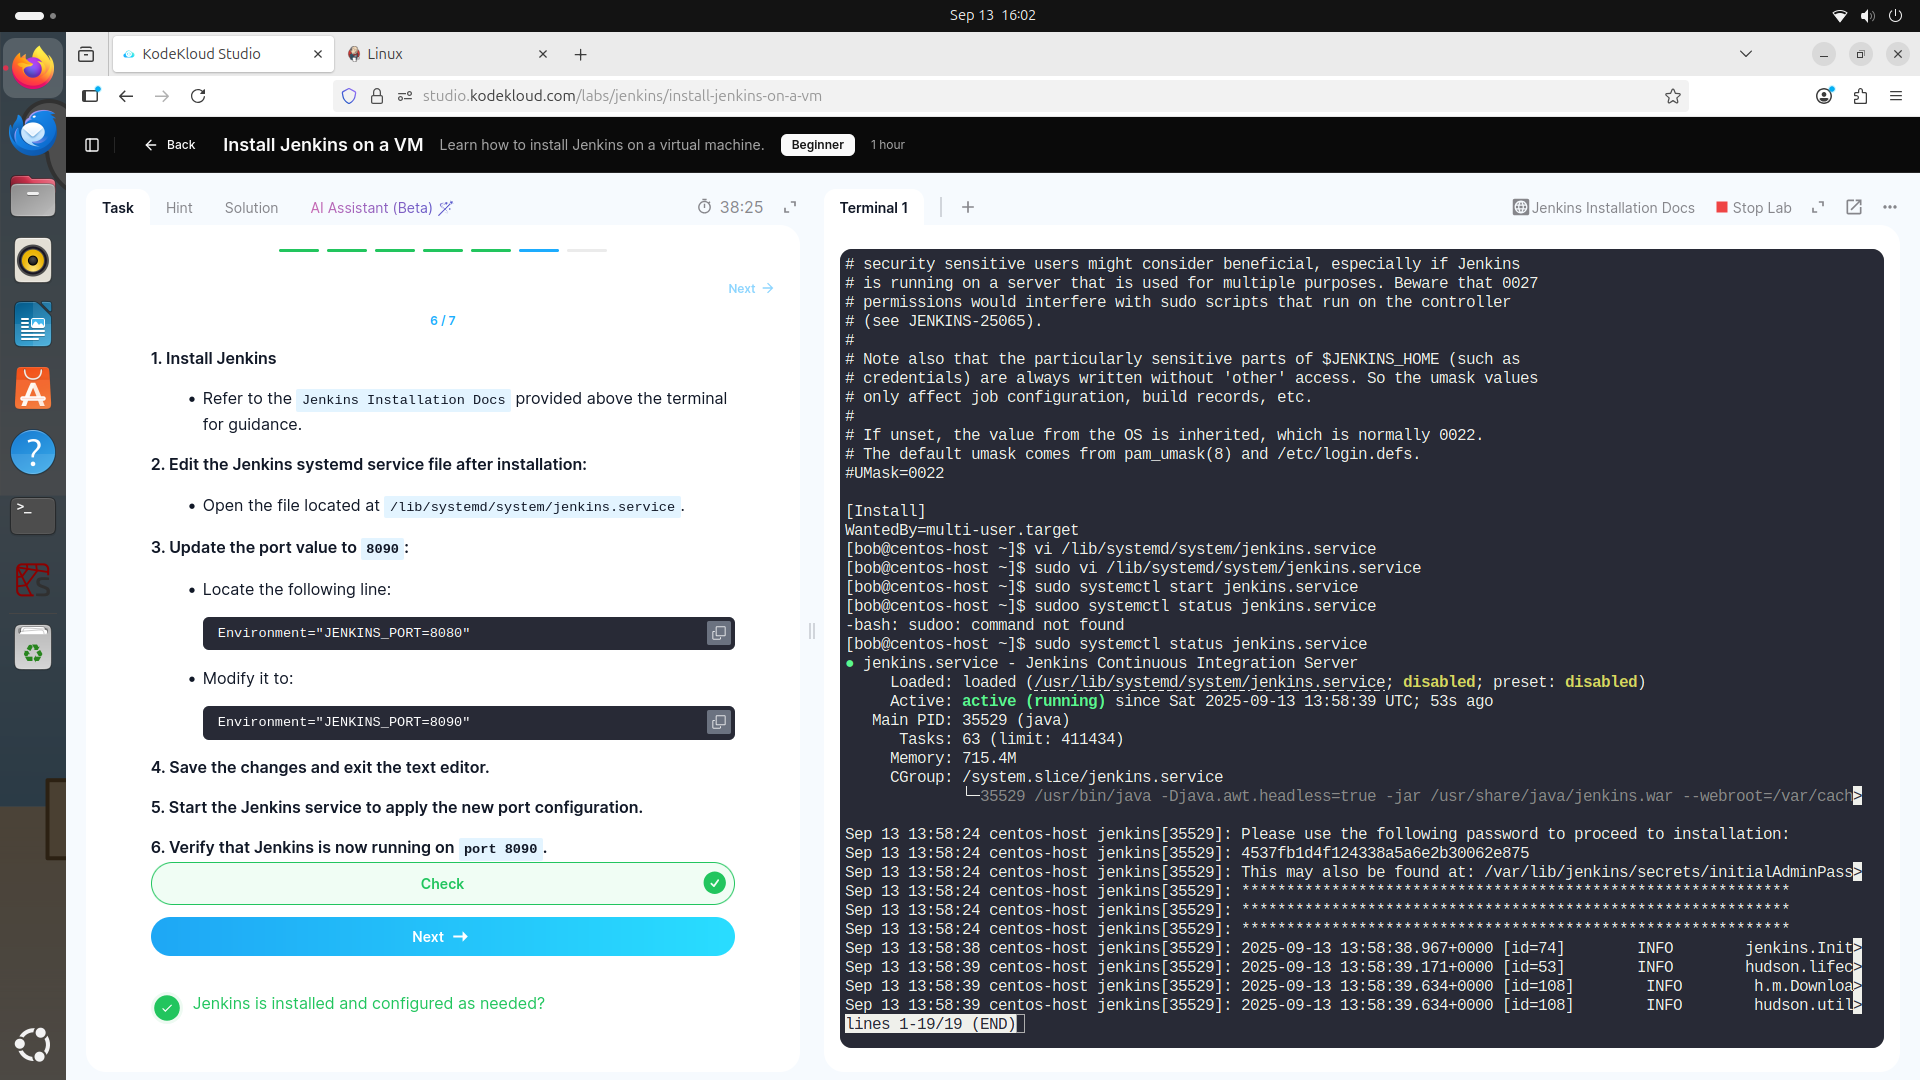 Sep 13 16:02
KodeKloud Studio
Linux
studio.kodekloud.com/labs/jenkins/install-jenkins-on-a-vm
Back
Install Jenkins on a VM
Learn how to install Jenkins on a virtual machine.
Beginner
1 hour
Task
Hint
Solution
AI Assistant (Beta)
38:25
Next
6 / 7
1. Install Jenkins
Refer to the Jenkins Installation Docs provided above the terminal
for guidance.
2. Edit the Jenkins systemd service file after installation:
Open the file located at /lib/systemd/system/jenkins.service.
3. Update the port value to 8090:
Locate the following line:
Environment="JENKINS_PORT=8080"
Modify it to:
Environment="JENKINS_PORT=8090"
4. Save the changes and exit the text editor.
5. Start the Jenkins service to apply the new port configuration.
6. Verify that Jenkins is now running on port 8090.
Check
Next
Jenkins is installed and configured as needed?
Terminal 1
Jenkins Installation Docs
Stop Lab
# security sensitive users might consider beneficial, especially if Jenkins
# is running on a server that is used for multiple purposes. Beware that 0027
# permissions would interfere with sudo scripts that run on the controller
# (see JENKINS-25065).
#
# Note also that the particularly sensitive parts of $JENKINS_HOME (such as
# credentials) are always written without 'other' access. So the umask values
# only affect job configuration, build records, etc.
#
# If unset, the value from the OS is inherited, which is normally 0022.
# The default umask comes from pam_umask(8) and /etc/login.defs.
#UMask=0022
[Install]
WantedBy=multi-user.target
[bob@centos-host ~]$ vi /lib/systemd/system/jenkins.service
[bob@centos-host ~]$ sudo vi /lib/systemd/system/jenkins.service
[bob@centos-host ~]$ sudo systemctl start jenkins.service
[bob@centos-host ~]$ sudoo systemctl status jenkins.service
-bash: sudoo: command not found
[bob@centos-host ~]$ sudo systemctl status jenkins.service
● jenkins.service - Jenkins Continuous Integration Server
Loaded: loaded (/usr/lib/systemd/system/jenkins.service; disabled; preset: disabled)
Active: active (running) since Sat 2025-09-13 13:58:39 UTC; 53s ago
Main PID: 35529 (java)
Tasks: 63 (limit: 411434)
Memory: 715.4M
CGroup: /system.slice/jenkins.service
└─35529 /usr/bin/java -Djava.awt.headless=true -jar /usr/share/java/jenkins.war --webroot=/var/cach>
Sep 13 13:58:24 centos-host jenkins[35529]: Please use the following password to proceed to installation:
Sep 13 13:58:24 centos-host jenkins[35529]: 4537fb1d4f124338a5a6e2b30062e875
Sep 13 13:58:24 centos-host jenkins[35529]: This may also be found at: /var/lib/jenkins/secrets/initialAdminPass>
Sep 13 13:58:24 centos-host jenkins[35529]: *************************************************************
Sep 13 13:58:24 centos-host jenkins[35529]: *************************************************************
Sep 13 13:58:24 centos-host jenkins[35529]: *************************************************************
Sep 13 13:58:38 centos-host jenkins[35529]: 2025-09-13 13:58:38.967+0000 [id=74] INFO jenkins.Init>
Sep 13 13:58:39 centos-host jenkins[35529]: 2025-09-13 13:58:39.171+0000 [id=53] INFO hudson.lifec>
Sep 13 13:58:39 centos-host jenkins[35529]: 2025-09-13 13:58:39.634+0000 [id=108] INFO h.m.Downloa>
Sep 13 13:58:39 centos-host jenkins[35529]: 2025-09-13 13:58:39.634+0000 [id=108] INFO hudson.util>
lines 1-19/19 (END)